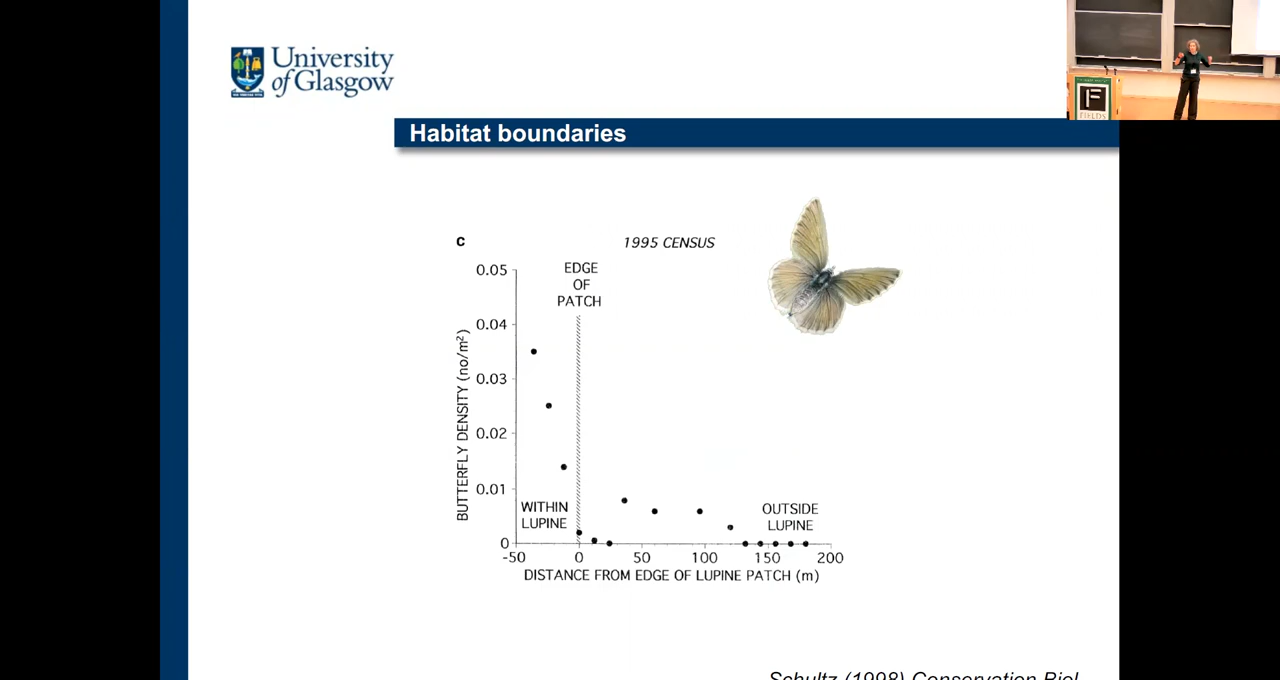 University
of Glasgow
FIELDS
Habitat boundaries
C
1995 CENSUS
EDGE
OF
PATCH
0.05
0.04
0.03
0.02
0.01
0
BUTTERFLY DENSITY (no/m²)
WITHIN
LUPINE
OUTSIDE
LUPINE
-50
0
50
100
150
200
DISTANCE FROM EDGE OF LUPINE PATCH (m)
Schultz (1998) Conservation Biol